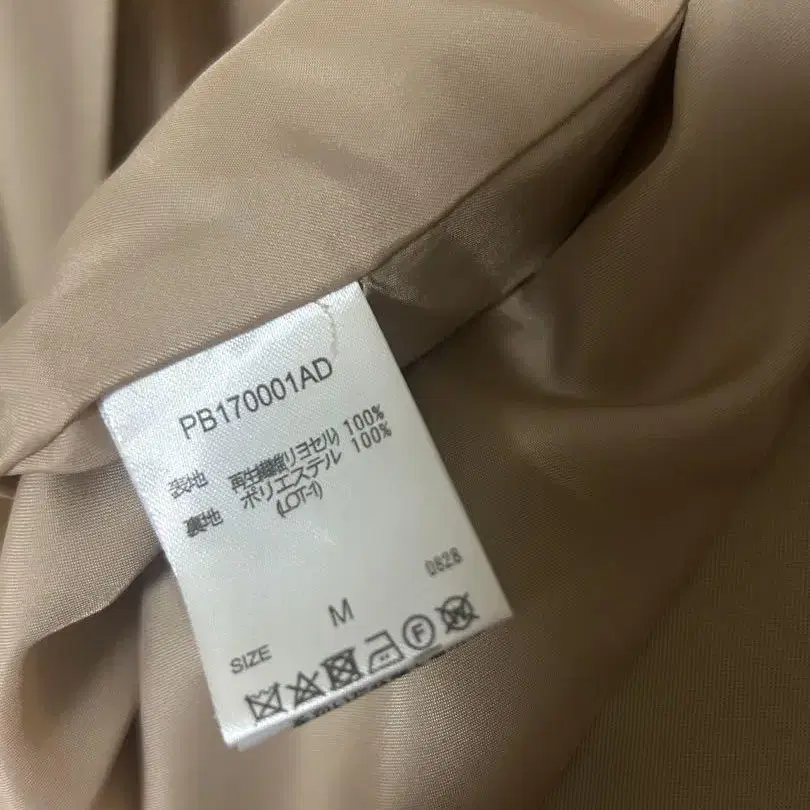 PB170001AD
表地 再生繊維(リヨセル) 100%
裏地 ポリエステル 100%
(LOT-1)
0828
SIZE M
F
W